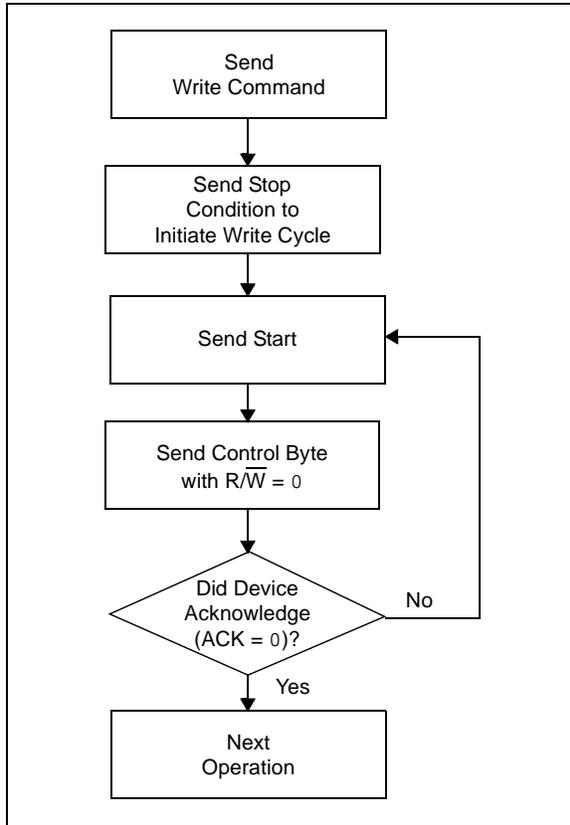 Send
Write Command
Send Stop
Condition to
Initiate Write Cycle
Send Start
Send Control Byte
with R/W̅ = 0
Did Device
Acknowledge
(ACK = 0)?
No
Yes
Next
Operation